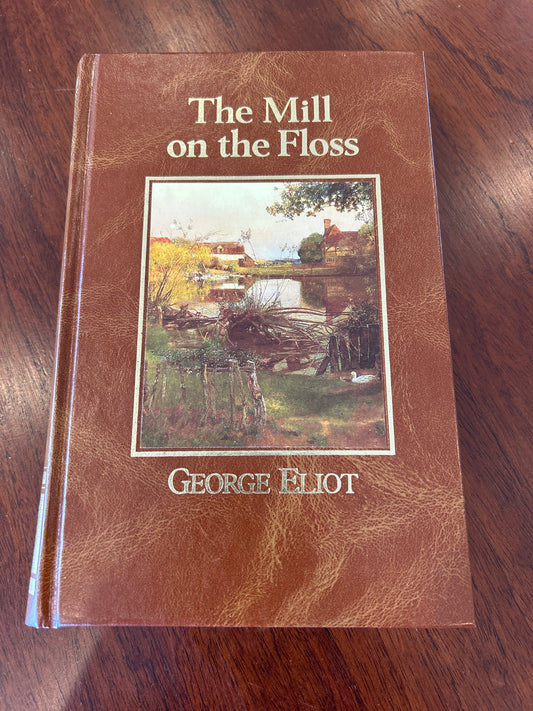 The Mill
on the Floss
GEORGE ELIOT